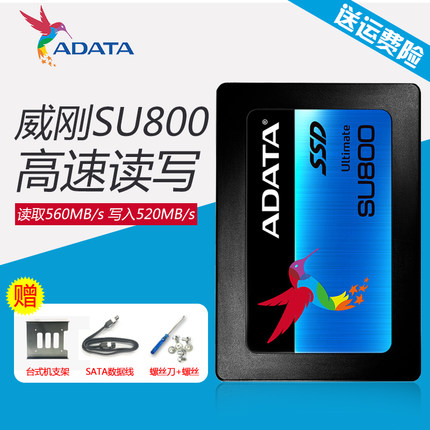 ADATA
送运费险
威刚SU800
高速读写
读取560MB/s 写入520MB/s
ADATA
SSD
Ultimate
SU800
赠
台式机支架
SATA数据线
螺丝刀+螺丝